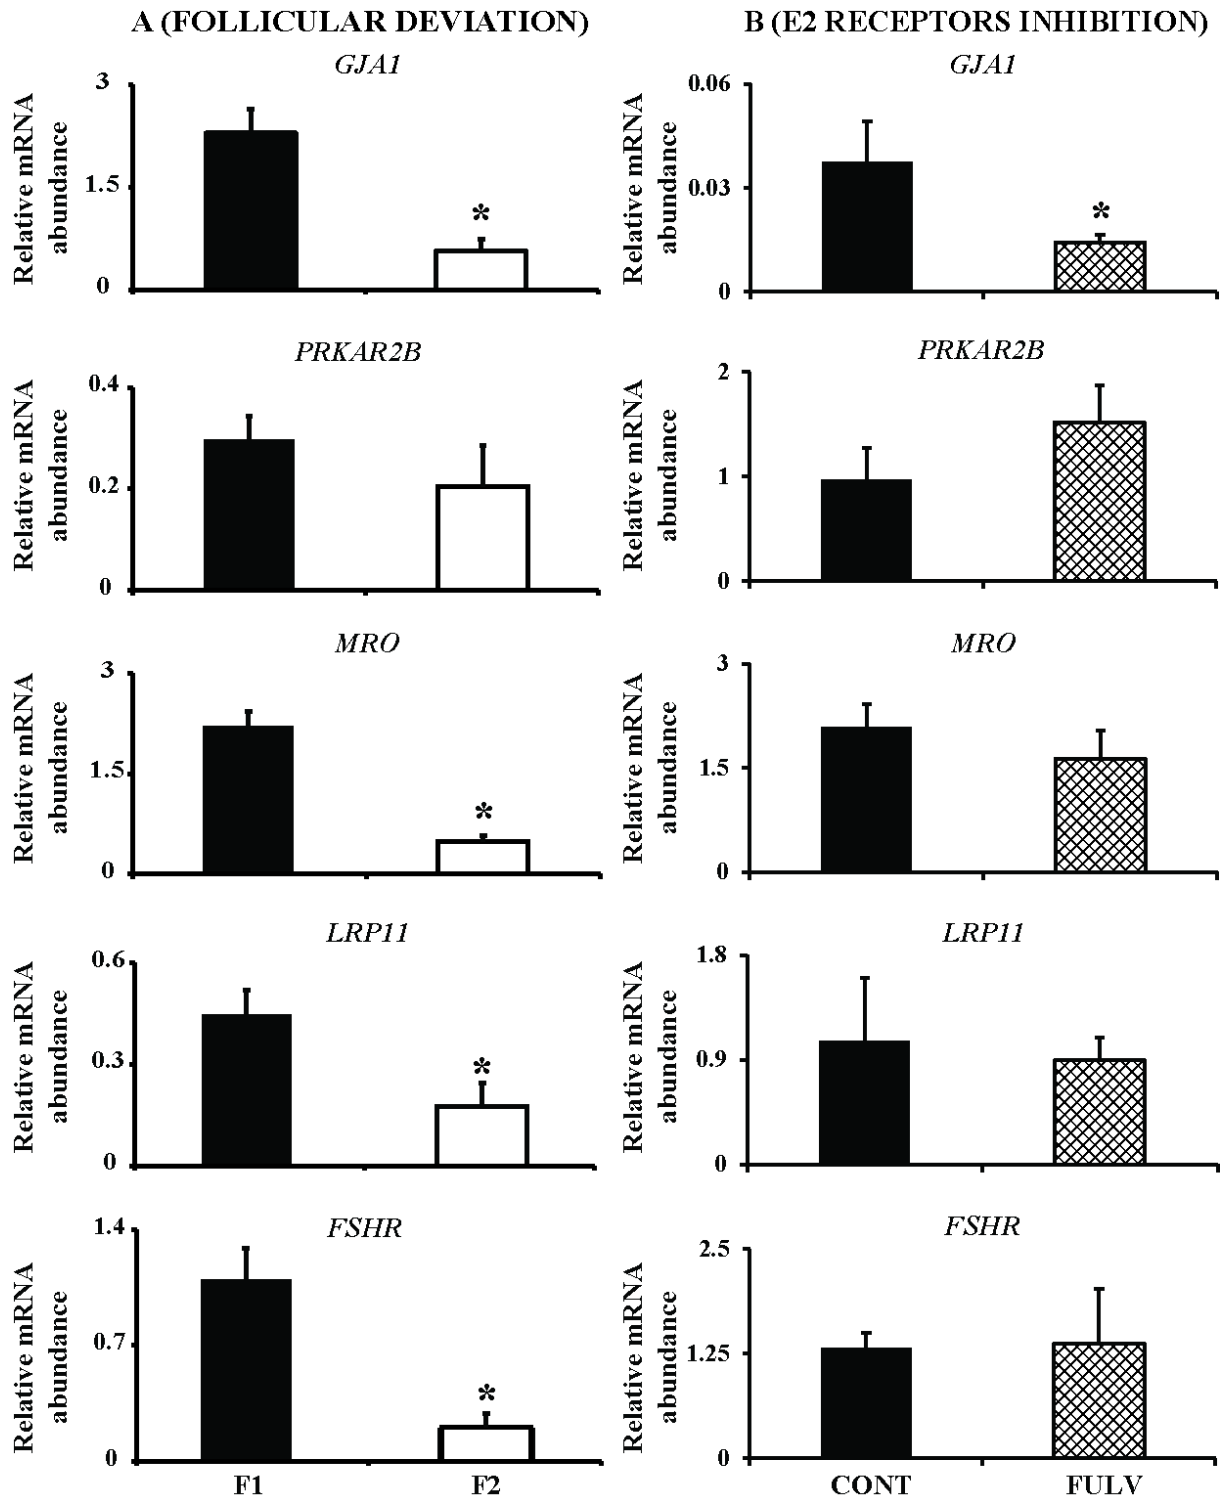 A (FOLLICULAR DEVIATION)
B (E2 RECEPTORS INHIBITION)
GJA1
Relative mRNA
abundance
3
1.5
0
*
GJA1
Relative mRNA
abundance
0.06
0.03
0
*
PRKAR2B
Relative mRNA
abundance
0.4
0.2
0
PRKAR2B
Relative mRNA
abundance
2
1
0
MRO
Relative mRNA
abundance
3
1.5
0
*
MRO
Relative mRNA
abundance
3
1.5
0
LRP11
Relative mRNA
abundance
0.6
0.3
0
*
LRP11
Relative mRNA
abundance
1.8
0.9
0
FSHR
Relative mRNA
abundance
1.4
0.7
0
*
F1 F2
FSHR
Relative mRNA
abundance
2.5
1.25
0
CONT FULV